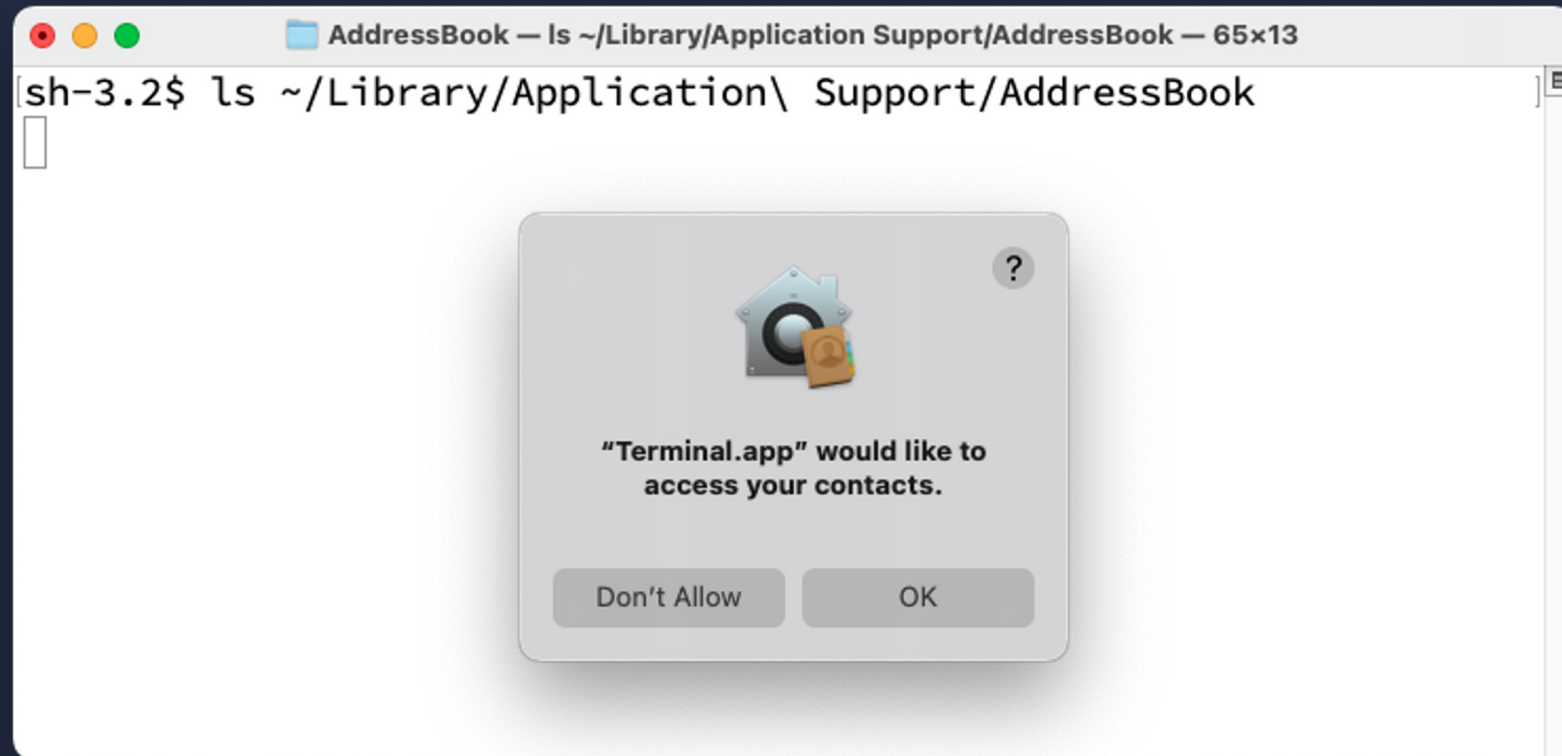 AddressBook — ls ~/Library/Application Support/AddressBook — 65×13
[sh-3.2$ ls ~/Library/Application\ Support/AddressBook ]
?
“Terminal.app” would like to
access your contacts.
Don’t Allow
OK